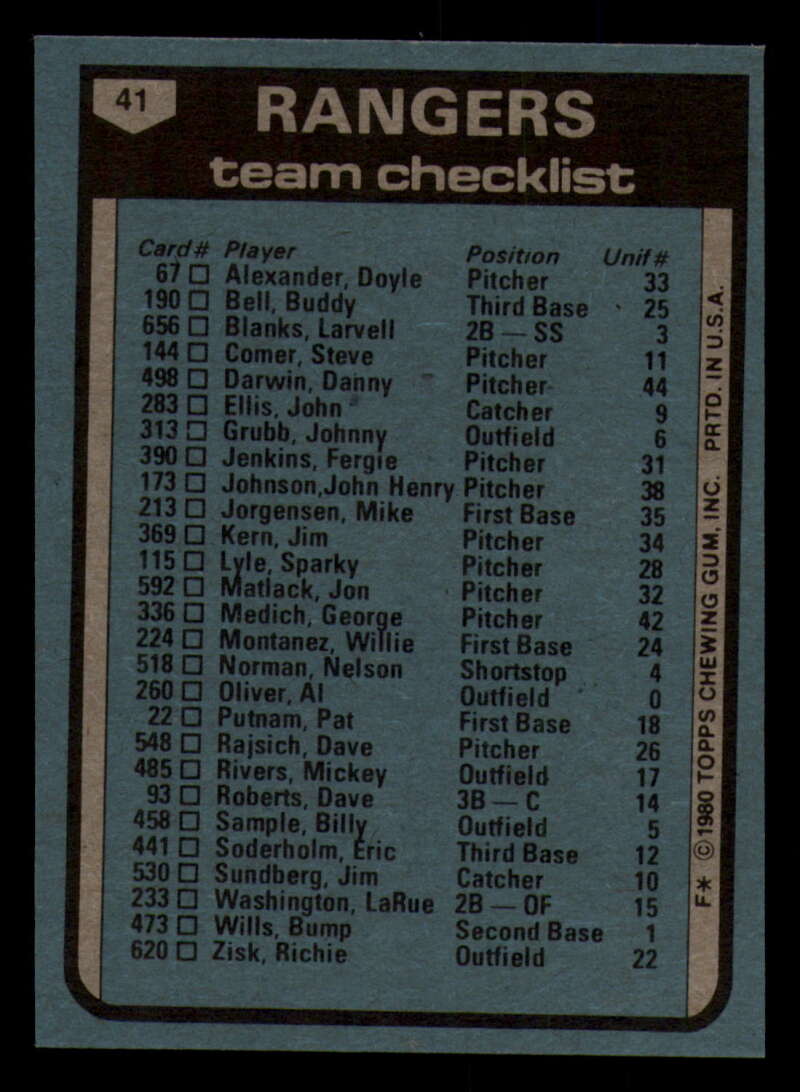 41
RANGERS
team checklist
Card# Player Position Unif#
67 □ Alexander, Doyle Pitcher 33
190 □ Bell, Buddy Third Base 25
656 □ Blanks, Larvell 2B — SS 3
144 □ Comer, Steve Pitcher 11
498 □ Darwin, Danny Pitcher 44
283 □ Ellis, John Catcher 9
313 □ Grubb, Johnny Outfield 6
390 □ Jenkins, Fergie Pitcher 31
173 □ Johnson,John Henry Pitcher 38
213 □ Jorgensen, Mike First Base 35
369 □ Kern, Jim Pitcher 34
115 □ Lyle, Sparky Pitcher 28
592 □ Matlack, Jon Pitcher 32
336 □ Medich, George Pitcher 42
224 □ Montanez, Willie First Base 24
518 □ Norman, Nelson Shortstop 4
260 □ Oliver, Al Outfield 0
22 □ Putnam, Pat First Base 18
548 □ Rajsich, Dave Pitcher 26
485 □ Rivers, Mickey Outfield 17
93 □ Roberts, Dave 3B — C 14
458 □ Sample, Billy Outfield 5
441 □ Soderholm, Eric Third Base 12
530 □ Sundberg, Jim Catcher 10
233 □ Washington, LaRue 2B — OF 15
473 □ Wills, Bump Second Base 1
620 □ Zisk, Richie Outfield 22
F* © 1980 TOPPS CHEWING GUM, INC. PRTD. IN U.S.A.